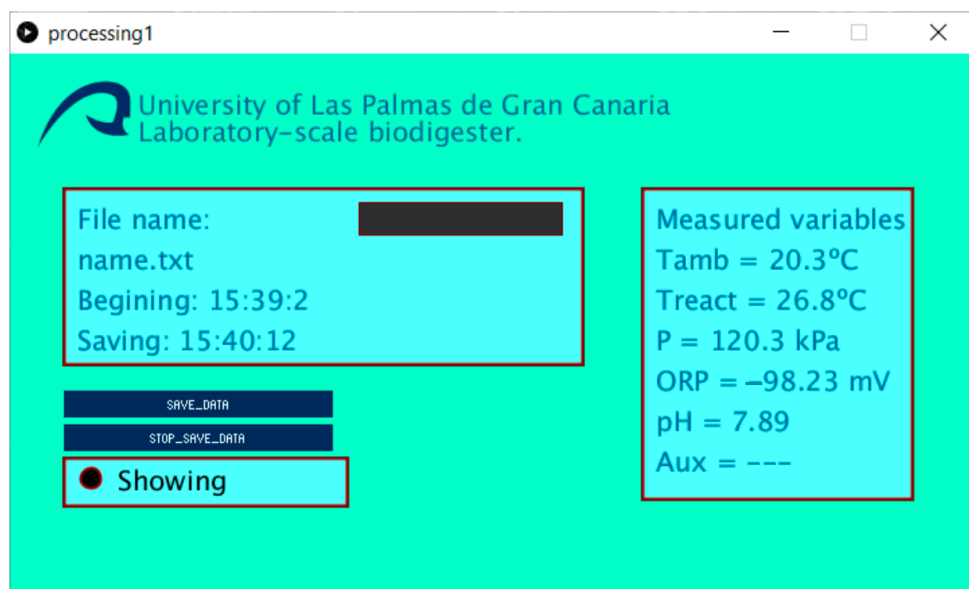 processing1
University of Las Palmas de Gran Canaria
Laboratory-scale biodigester.
File name:
name.txt
Begining: 15:39:2
Saving: 15:40:12
SAVE_DATA
STOP_SAVE_DATA
Showing
Measured variables
Tamb = 20.3ºC
Treact = 26.8ºC
P = 120.3 kPa
ORP = -98.23 mV
pH = 7.89
Aux = ---